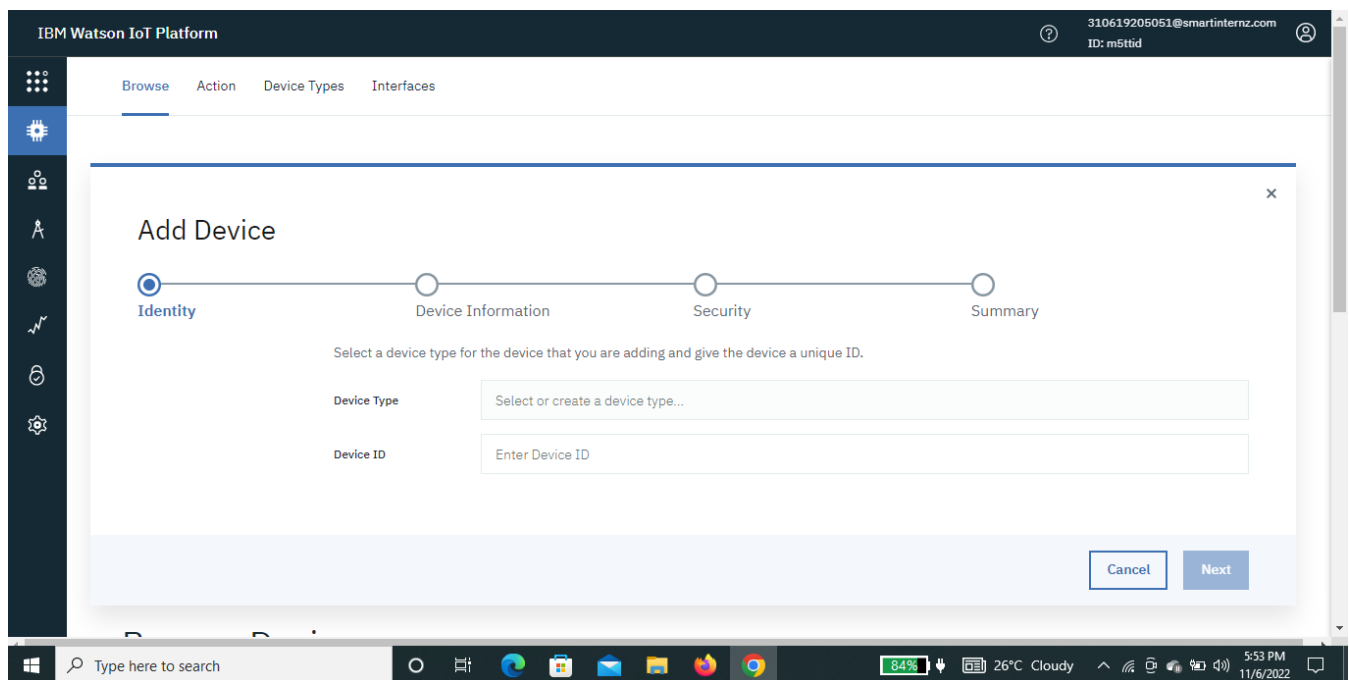 IBM Watson IoT Platform
310619205051@smartinternz.com
ID: m5ttid
Browse Action Device Types Interfaces
Add Device
Identity Device Information Security Summary
Select a device type for the device that you are adding and give the device a unique ID.
Device Type Select or create a device type...
Device ID Enter Device ID
Cancel Next
Type here to search
84% 26°C Cloudy
5:53 PM
11/6/2022